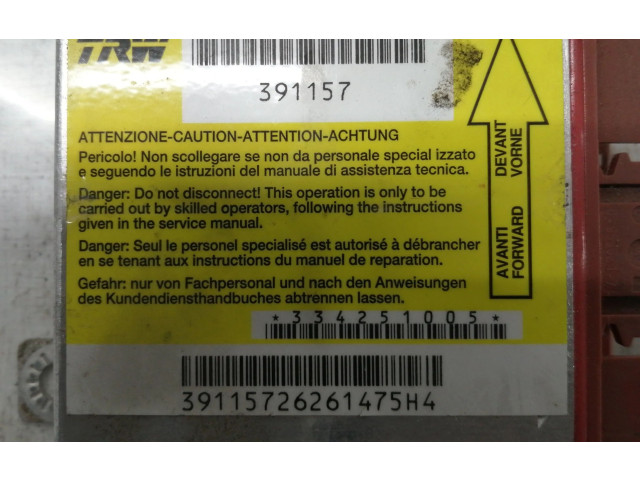 TRW
391157
ATTENZIONE-CAUTION-ATTENTION-ACHTUNG
Pericolo! Non scollegare se non da personale special izzato
e seguendo le istruzioni del manuale di assistenza tecnica.
Danger: Do not disconnect! This operation is only to be
carried out by skilled operators, following the instructions
given in the service manual.
Danger: Seul le personel specialisé est autorisé à débrancher
en se tenant aux instructions du manuel de reparation.
Gefahr: nur von Fachpersonal und nach den Anweisungen
des Kundendiensthandbuches abtrennen lassen.
AVANTI DEVANT
FORWARD VORNE
*334251005*
39115726261475H4